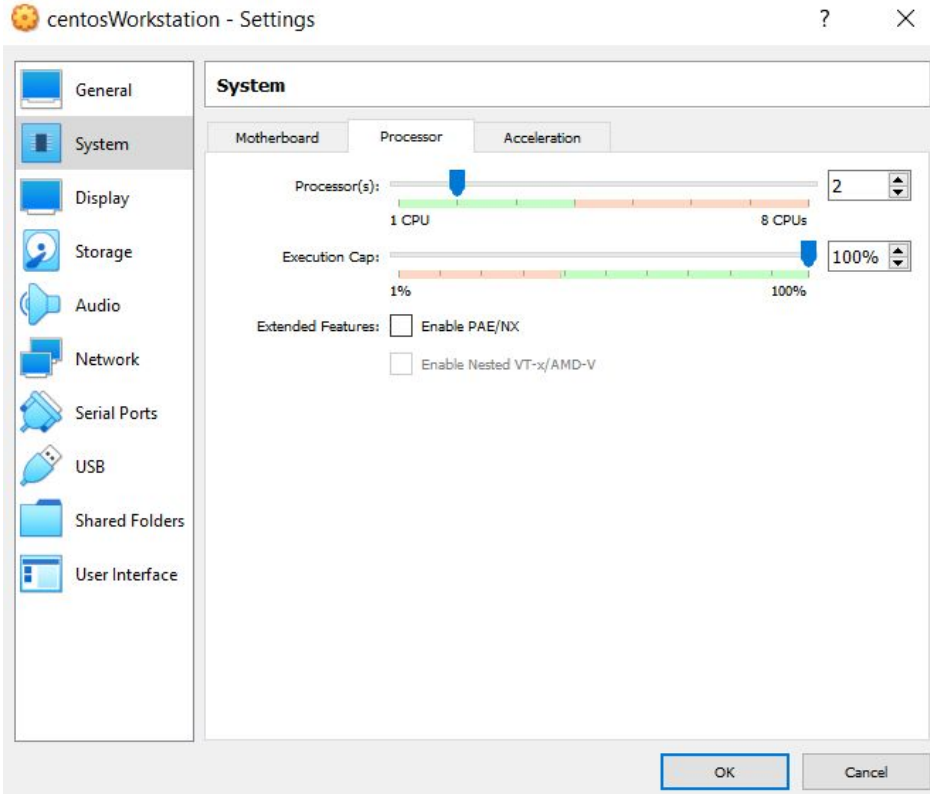 centosWorkstation - Settings
?
General
System
Display
Storage
Audio
Network
Serial Ports
USB
Shared Folders
User Interface
System
Motherboard Processor Acceleration
Processor(s): 2
1 CPU 8 CPUs
Execution Cap: 100%
1% 100%
Extended Features: Enable PAE/NX
Enable Nested VT-x/AMD-V
OK Cancel